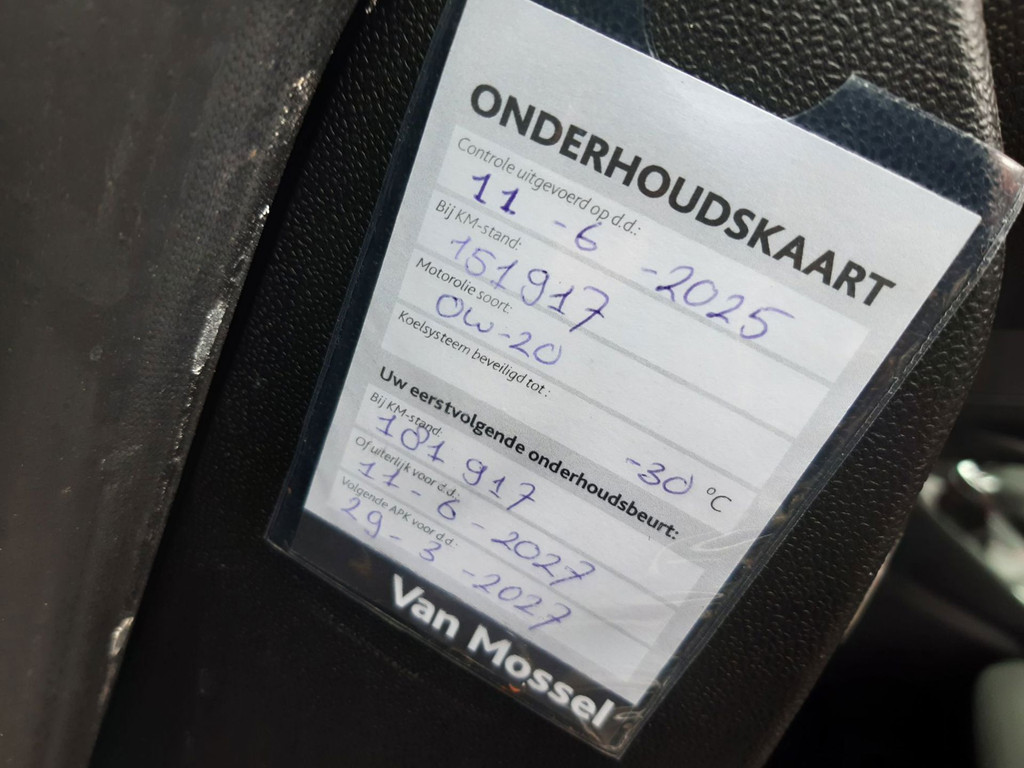 ONDERHOUDSKAART
Controle uitgevoerd op d.d.:
11 -6 -2025
Bij KM-stand:
151917
Motorolie soort:
0W-20
Koelsysteem beveiligd tot:
-30 °C
Uw eerstvolgende onderhoudsbeurt:
Bij KM-stand:
181 917
Of uiterlijk voor d.d.:
11-6-2027
Volgende APK voor d.d.:
29-3-2027
Van Mossel